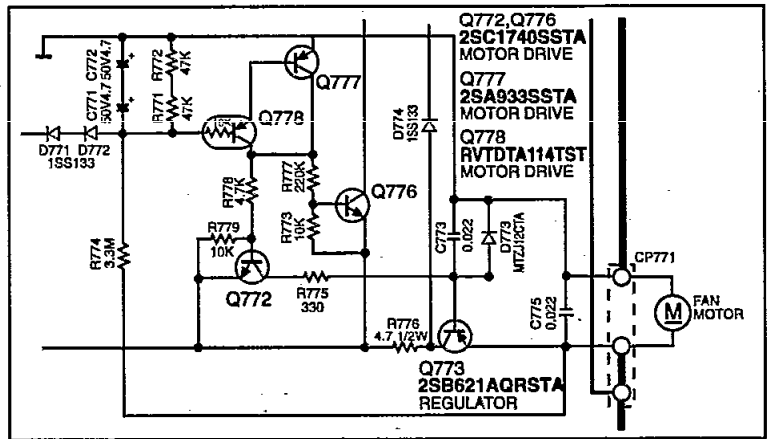 Q772,Q776
2SC1740SSTA
MOTOR DRIVE
Q777
2SA933SSTA
MOTOR DRIVE
Q778
RVTDTA114TST
MOTOR DRIVE
C772
50V4.7
C771
50V4.7
R772
47K
R771
47K
Q777
Q778
D771
D772
1SS133
D774
1SS133
R778
4.7K
R777
220K
Q776
R779
10K
R773
10K
R774
3.3M
Q772
R775
330
C773
0.022
D773
MTZJ12CTA
CP771
C775
0.022
M
FAN
MOTOR
R776
4.7 1/2W
Q773
2SB621AQRSTA
REGULATOR